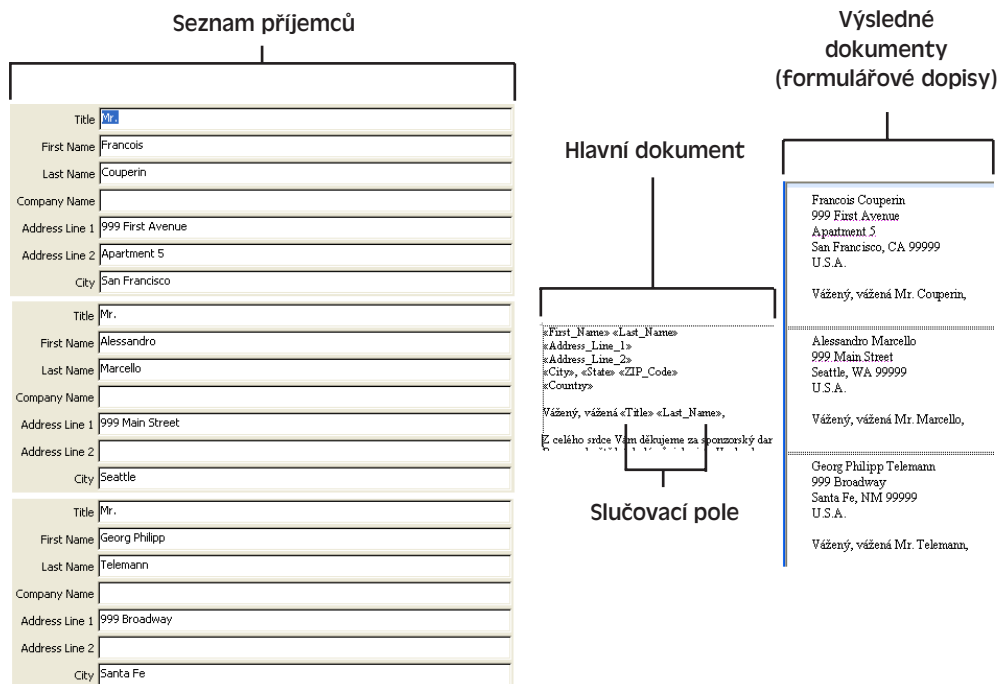 Seznam příjemců
Title Mr.
First Name Francois
Last Name Couperin
Company Name
Address Line 1 999 First Avenue
Address Line 2 Apartment 5
City San Francisco
Title Mr.
First Name Alessandro
Last Name Marcello
Company Name
Address Line 1 999 Main Street
Address Line 2
City Seattle
Title Mr.
First Name Georg Philipp
Last Name Telemann
Company Name
Address Line 1 999 Broadway
Address Line 2
City Santa Fe
Hlavní dokument
«First_Name» «Last_Name»
«Address_Line_1»
«Address_Line_2»
«City», «State» «ZIP_Code»
«Country»
Vážený, vážená «Title» «Last_Name»,
Z celého srdce Vám děkujeme za sponzorský dar
Slučovací pole
Výsledné
dokumenty
(formulářové dopisy)
Francois Couperin
999 First Avenue
Apartment 5
San Francisco, CA 99999
U.S.A.
Vážený, vážená Mr. Couperin,
Alessandro Marcello
999 Main Street
Seattle, WA 99999
U.S.A.
Vážený, vážená Mr. Marcello,
Georg Philipp Telemann
999 Broadway
Santa Fe, NM 99999
U.S.A.
Vážený, vážená Mr. Telemann,